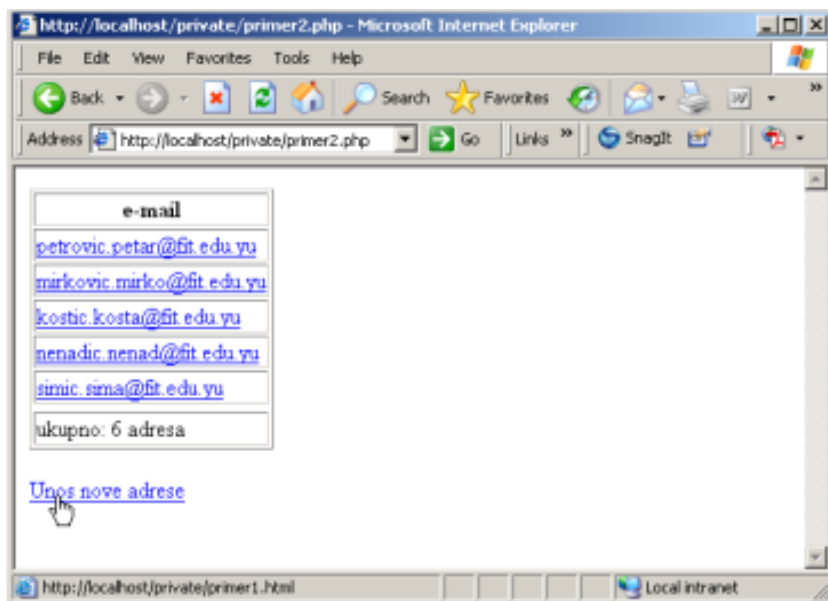 http://localhost/private/primer2.php - Microsoft Internet Explorer
File Edit View Favorites Tools Help
Back Search Favorites W »
Address http://localhost/private/primer2.php Go Links » SnagIt
e-mail
petrovic.petar@fit.edu.yu
mirkovic.mirko@fit.edu.yu
kostic.kosta@fit.edu.yu
nenadic.nenad@fit.edu.yu
simic.sima@fit.edu.yu
ukupno: 6 adresa
Unos nove adrese
http://localhost/private/primer1.html Local intranet